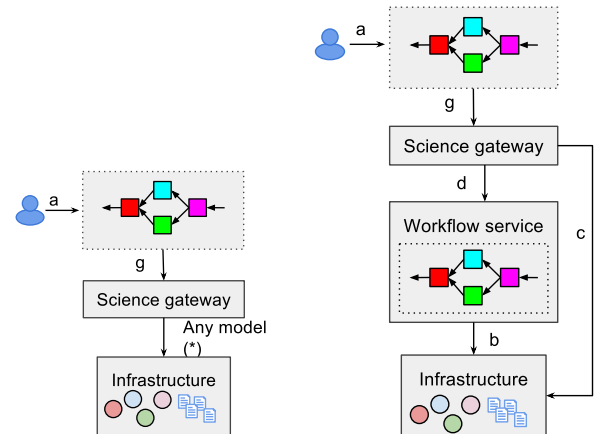 a
g
Science gateway
Any model
(*)
Infrastructure
a
g
Science gateway
d
c
Workflow service
b
Infrastructure